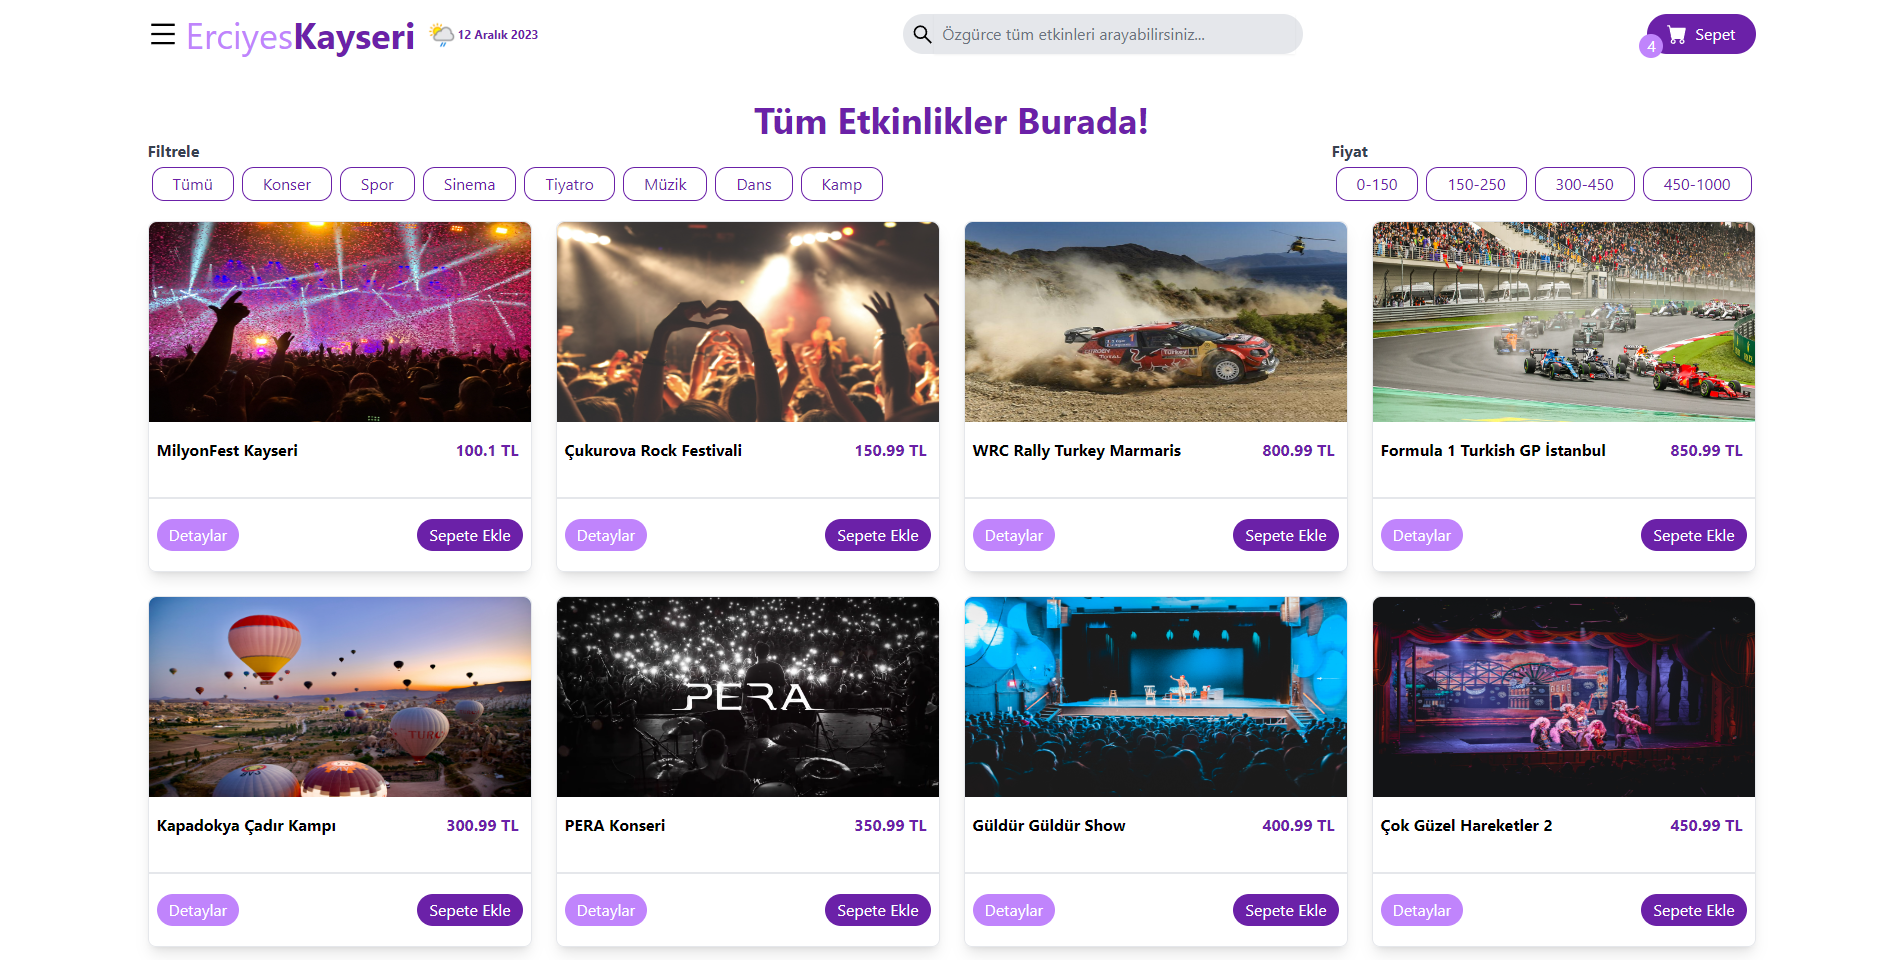 ErciyesKayseri 12 Aralık 2023
Özgürce tüm etkinleri arayabilirsiniz...
4 Sepet
Tüm Etkinlikler Burada!
Filtrele
Tümü Konser Spor Sinema Tiyatro Müzik Dans Kamp
Fiyat
0-150 150-250 300-450 450-1000
MilyonFest Kayseri 100.1 TL
Detaylar Sepete Ekle
Çukurova Rock Festivali 150.99 TL
Detaylar Sepete Ekle
WRC Rally Turkey Marmaris 800.99 TL
Detaylar Sepete Ekle
Formula 1 Turkish GP İstanbul 850.99 TL
Detaylar Sepete Ekle
Kapadokya Çadır Kampı 300.99 TL
Detaylar Sepete Ekle
PERA
PERA Konseri 350.99 TL
Detaylar Sepete Ekle
Güldür Güldür Show 400.99 TL
Detaylar Sepete Ekle
Çok Güzel Hareketler 2 450.99 TL
Detaylar Sepete Ekle